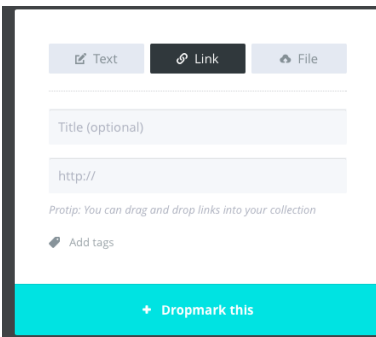 Text
Link
File
Title (optional)
http://
Protip: You can drag and drop links into your collection
Add tags
+ Dropmark this